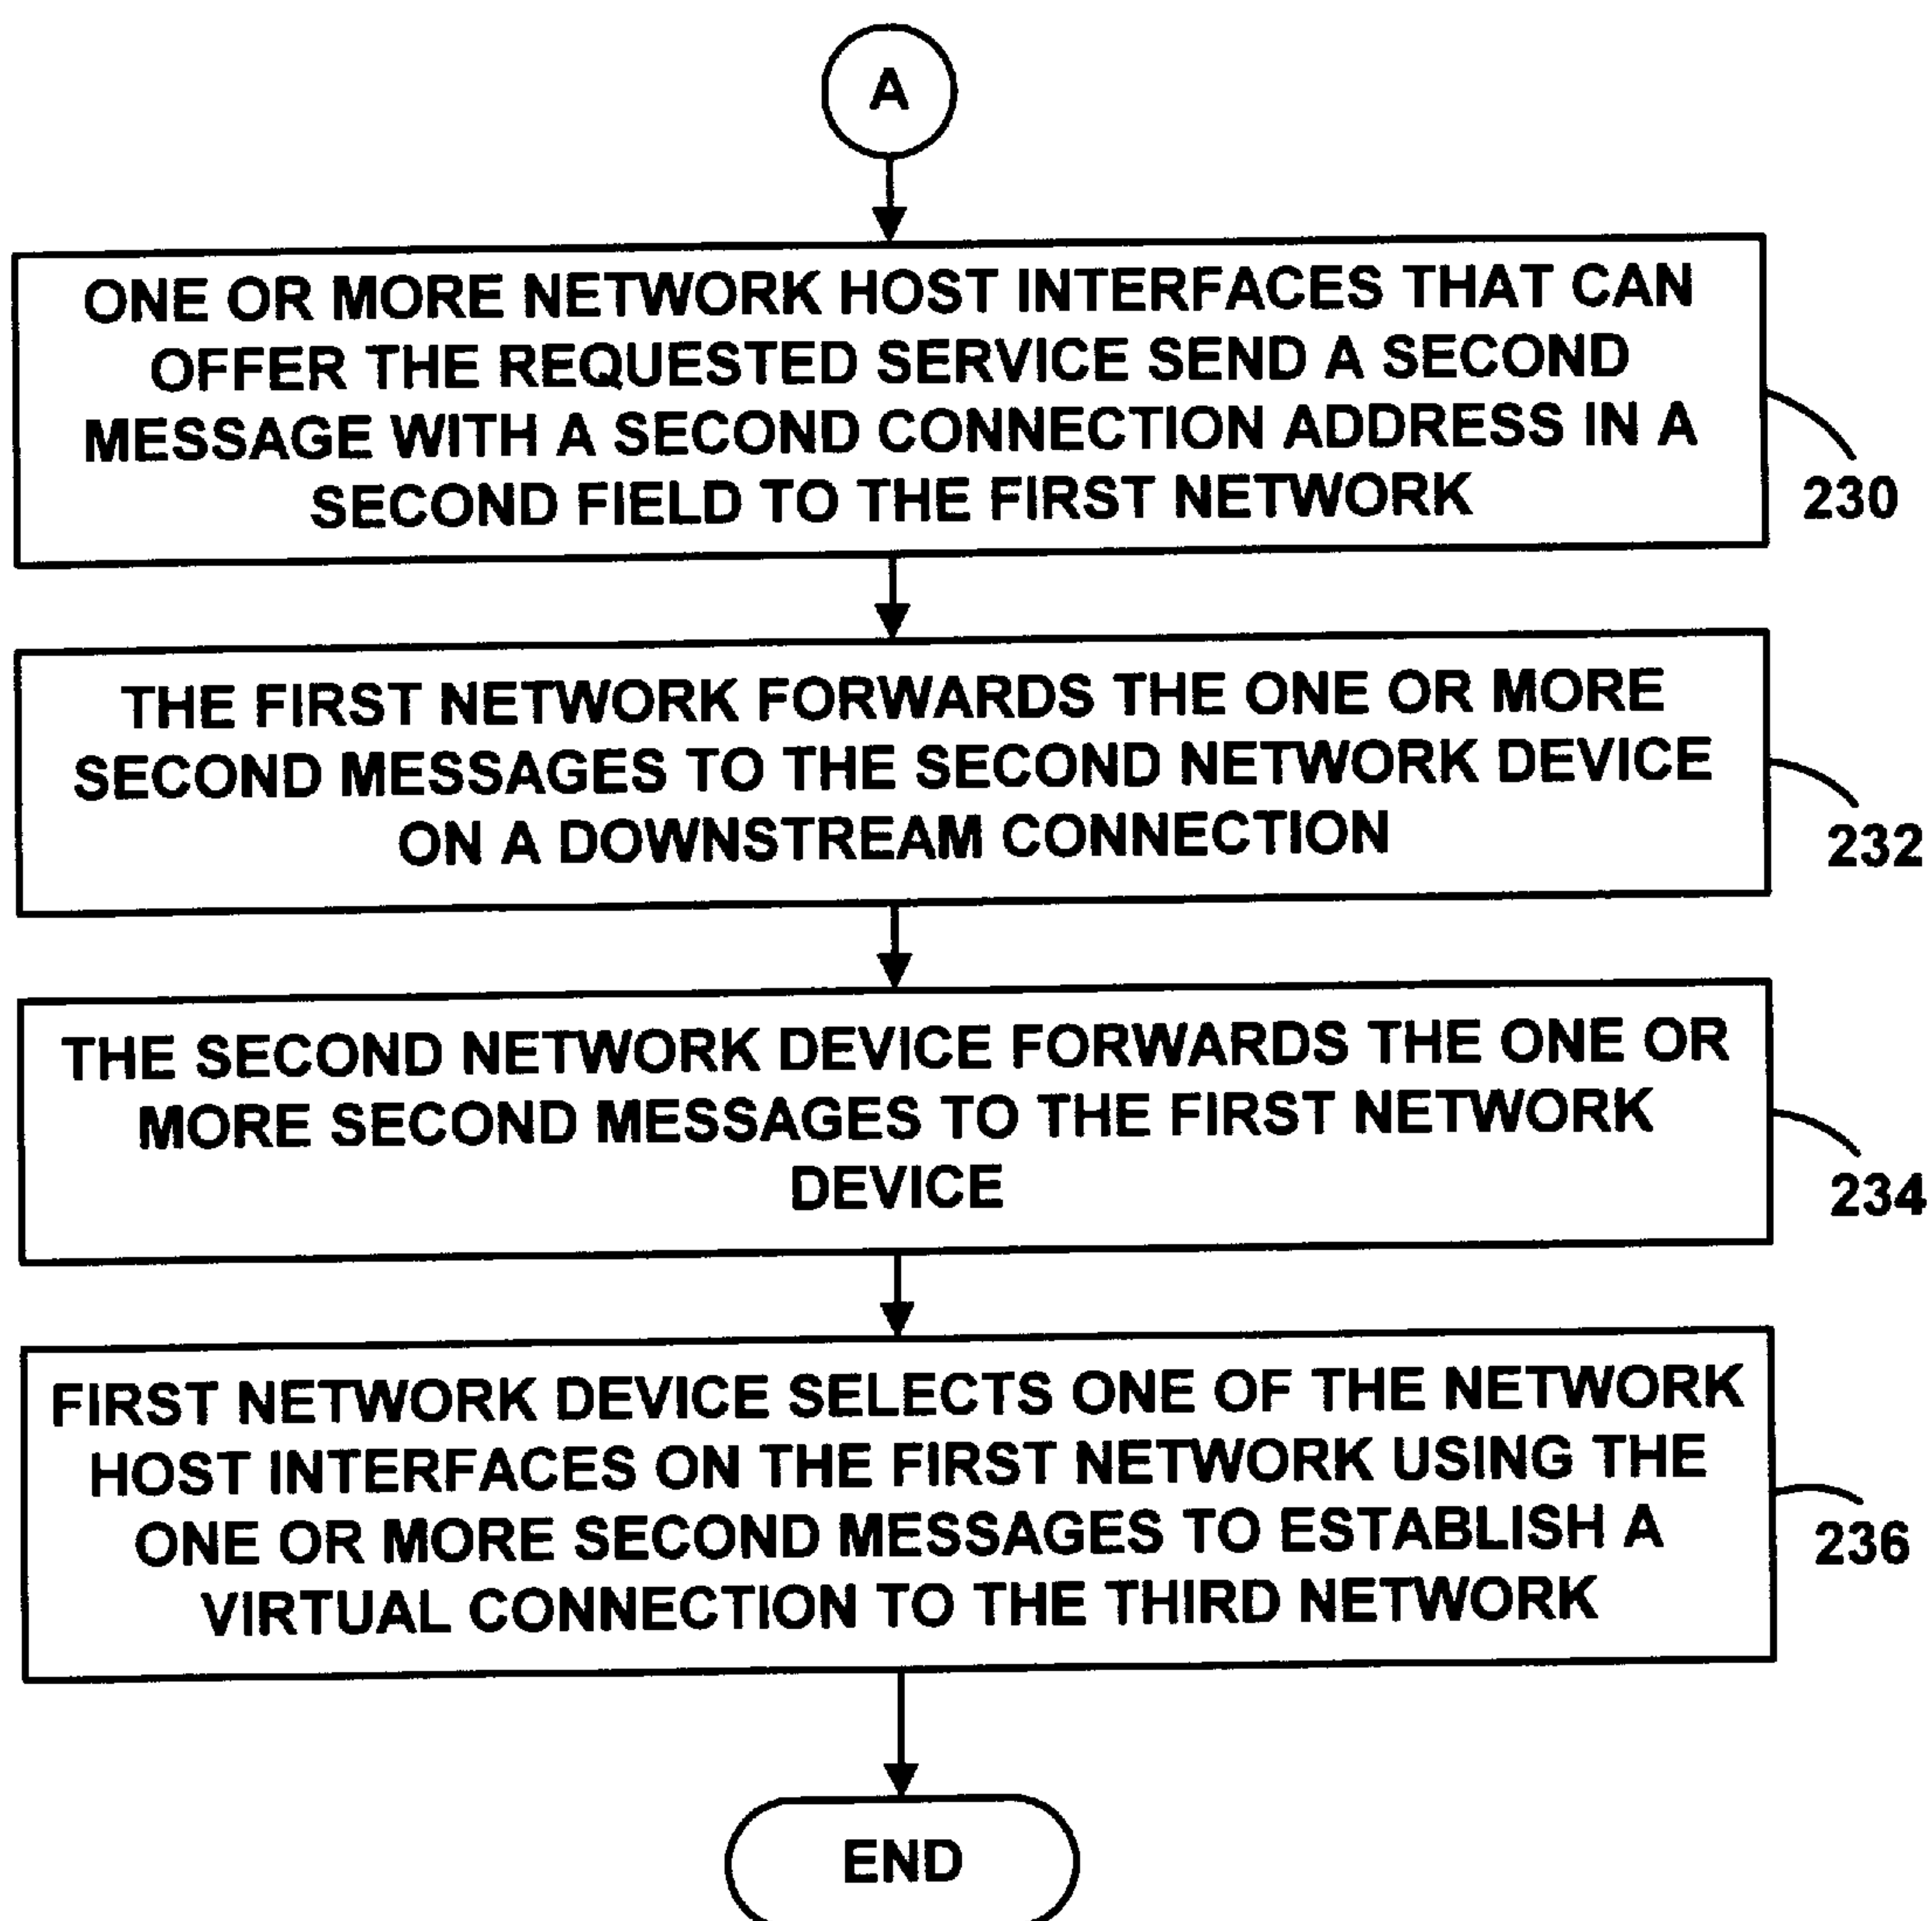 A
ONE OR MORE NETWORK HOST INTERFACES THAT CAN
OFFER THE REQUESTED SERVICE SEND A SECOND
MESSAGE WITH A SECOND CONNECTION ADDRESS IN A
SECOND FIELD TO THE FIRST NETWORK
230
THE FIRST NETWORK FORWARDS THE ONE OR MORE
SECOND MESSAGES TO THE SECOND NETWORK DEVICE
ON A DOWNSTREAM CONNECTION
232
THE SECOND NETWORK DEVICE FORWARDS THE ONE OR
MORE SECOND MESSAGES TO THE FIRST NETWORK
DEVICE
234
FIRST NETWORK DEVICE SELECTS ONE OF THE NETWORK
HOST INTERFACES ON THE FIRST NETWORK USING THE
ONE OR MORE SECOND MESSAGES TO ESTABLISH A
VIRTUAL CONNECTION TO THE THIRD NETWORK
236
END